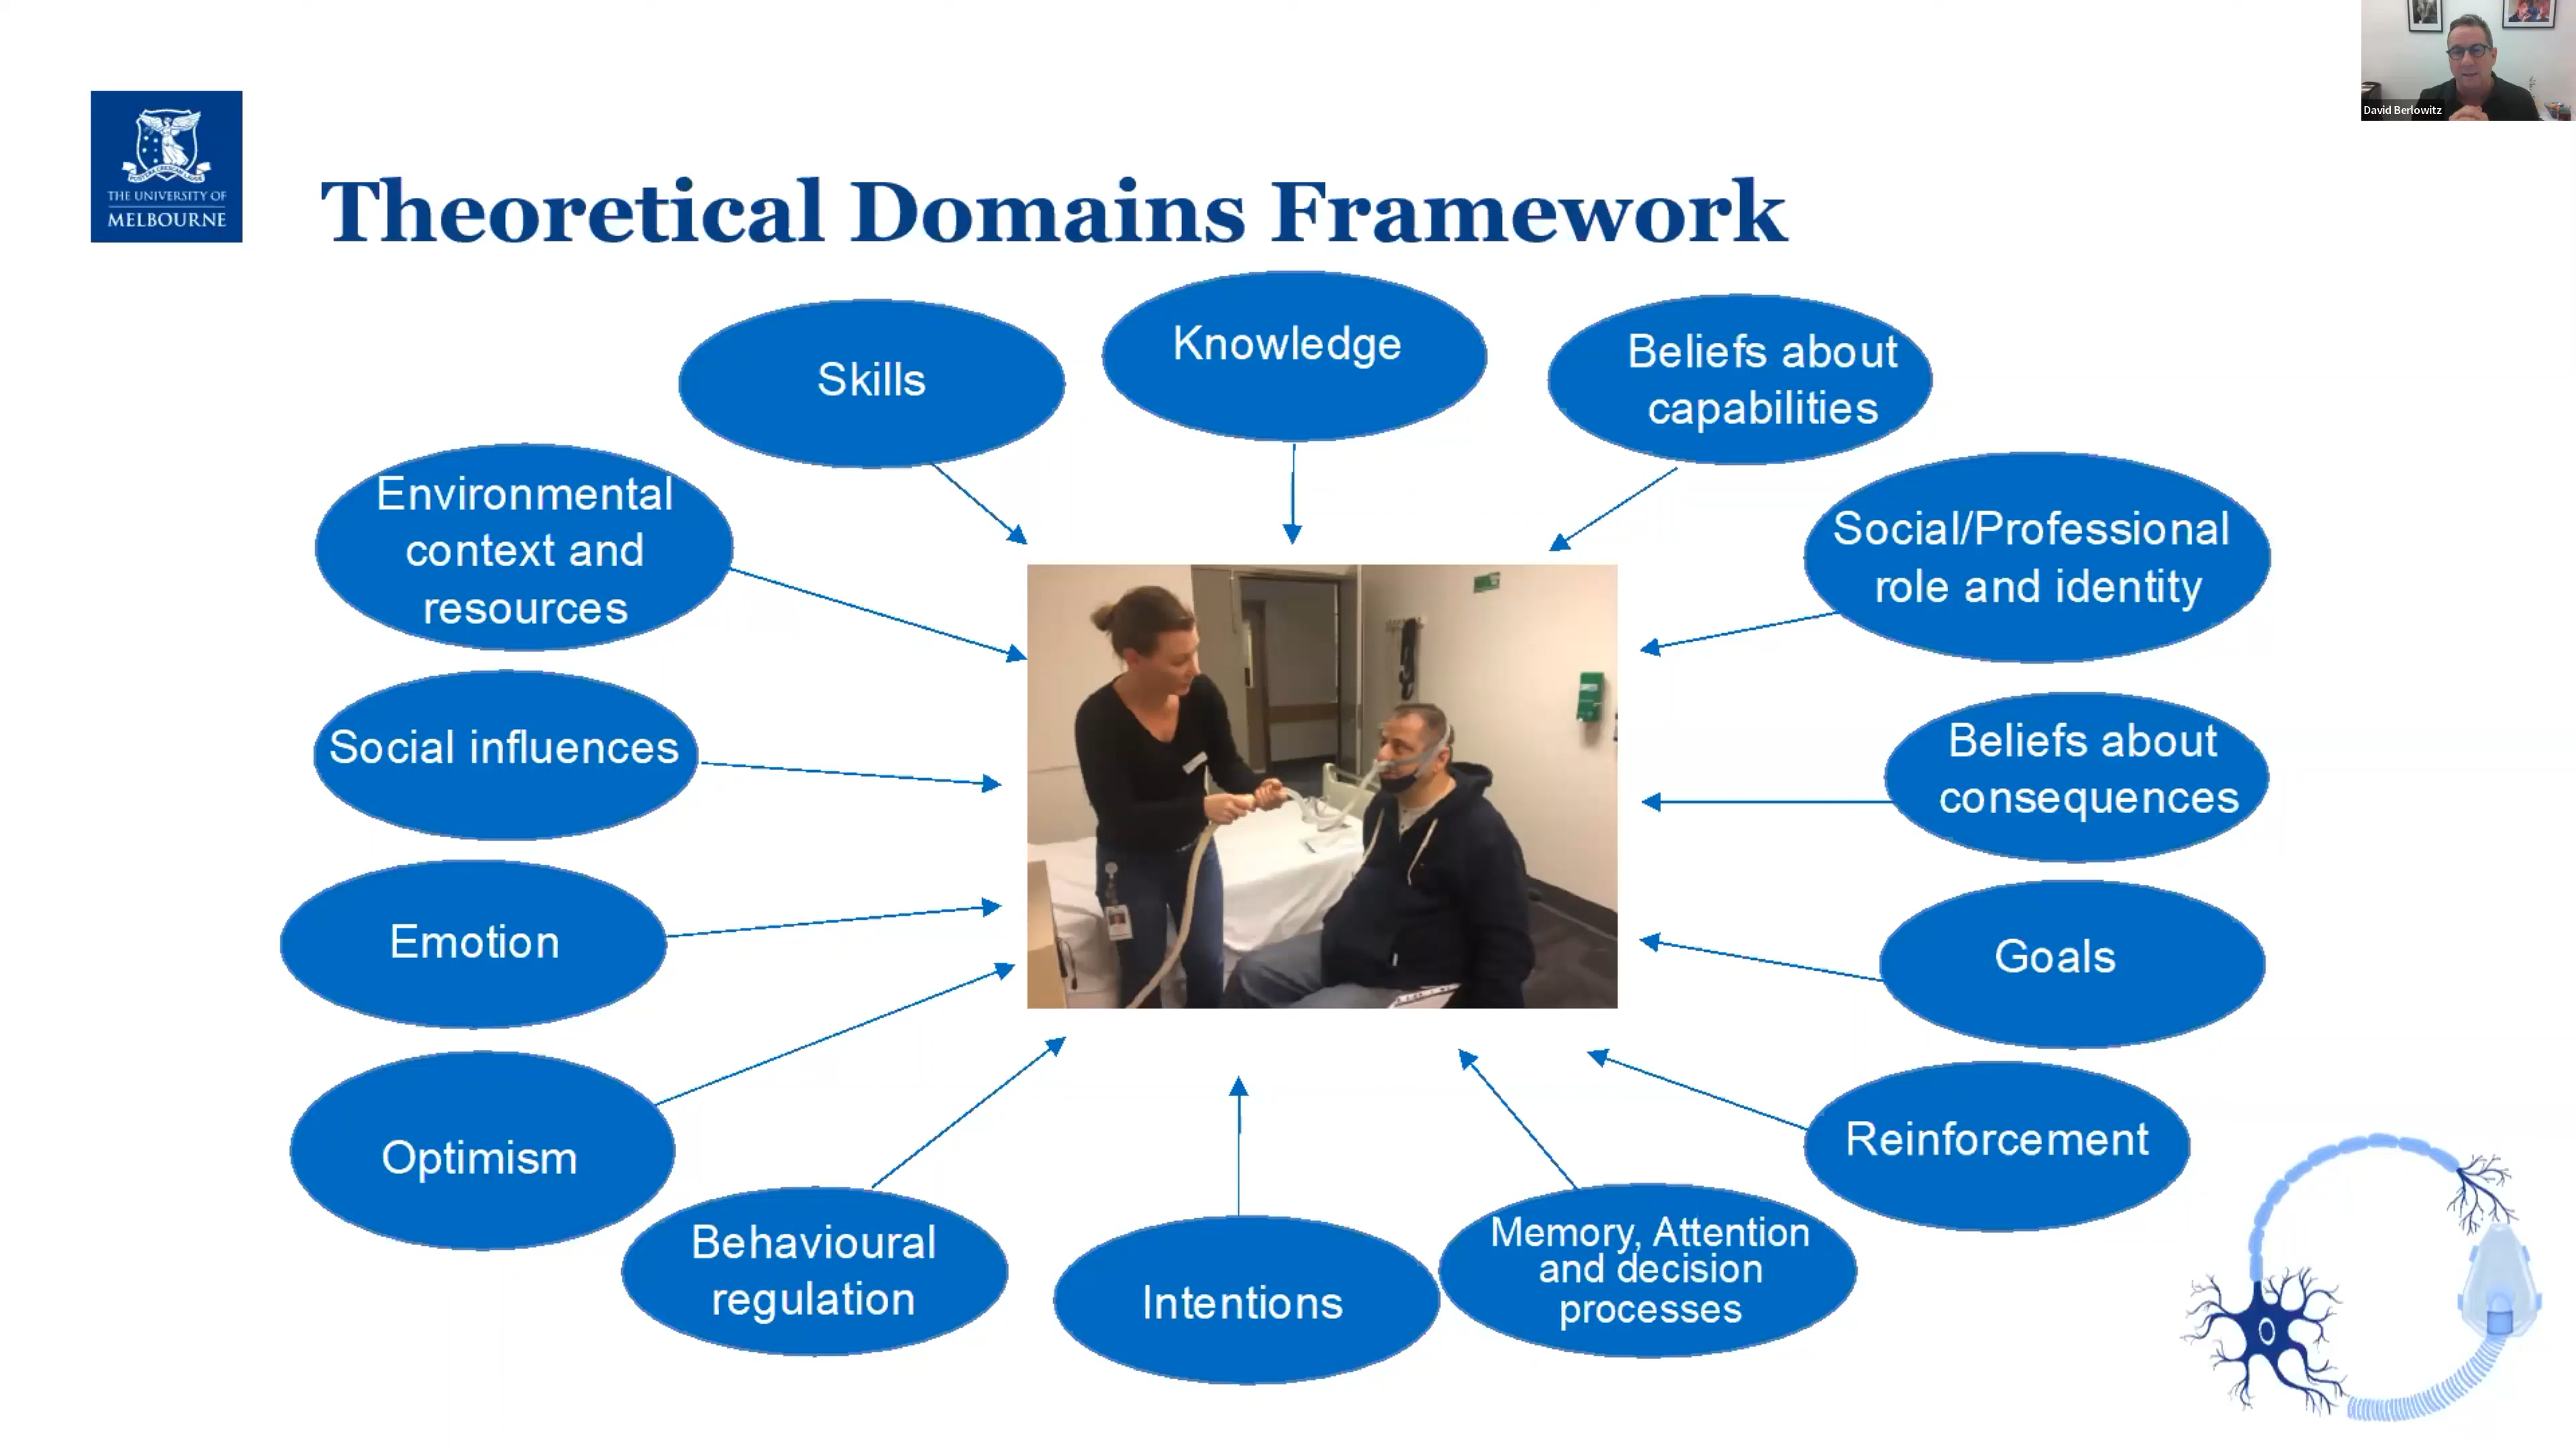 David Berlowitz
THE UNIVERSITY OF
MELBOURNE
Theoretical Domains Framework
Skills
Knowledge
Beliefs about
capabilities
Environmental
context and
resources
Social/Professional
role and identity
Social influences
Beliefs about
consequences
Emotion
Goals
Optimism
Reinforcement
Behavioural
regulation
Intentions
Memory, Attention
and decision
processes